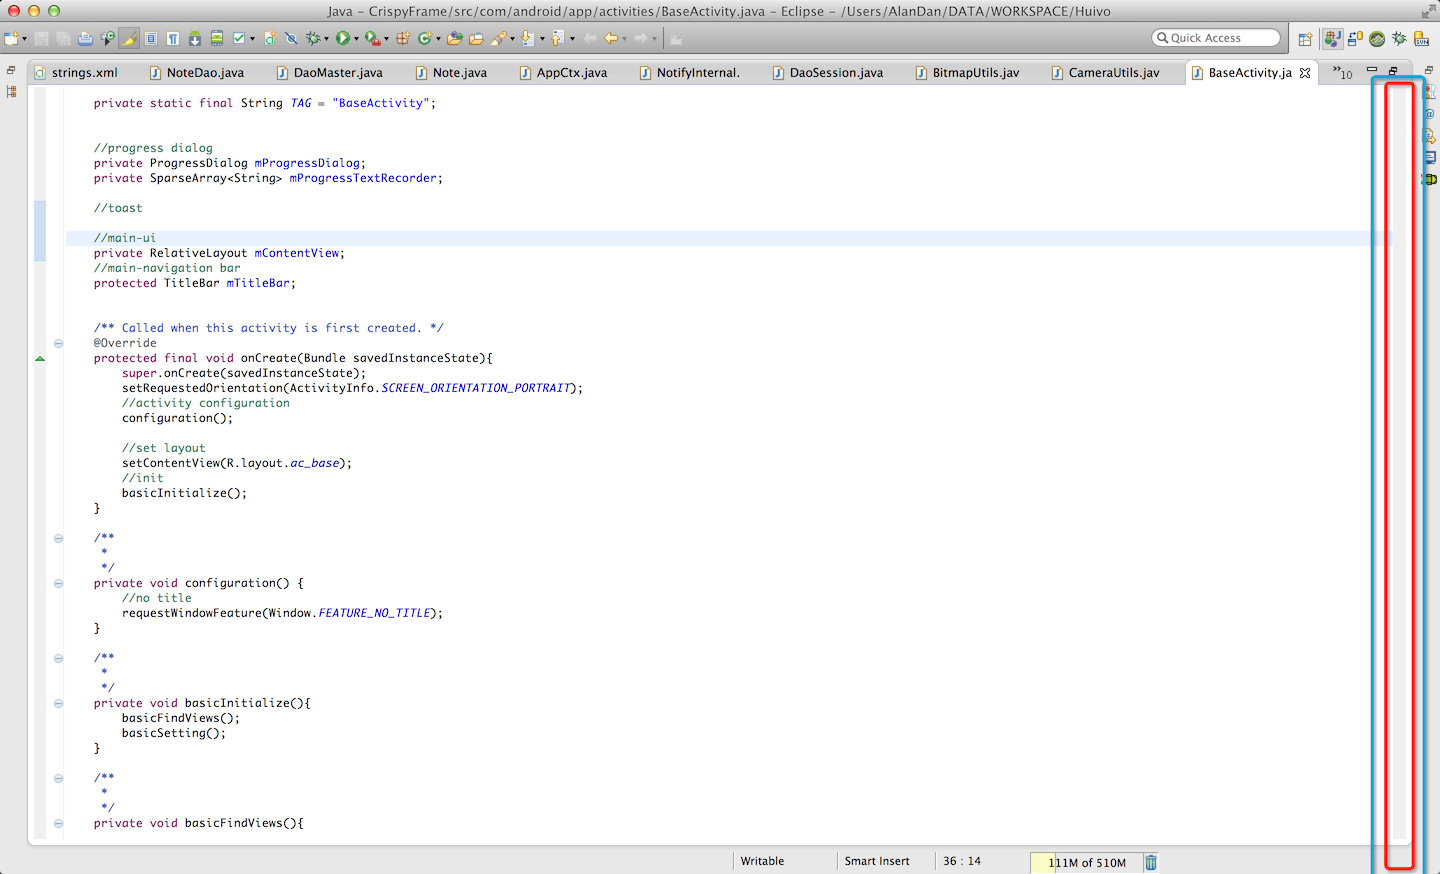 Java – CrispyFrame/src/com/android/app/activities/BaseActivity.java – Eclipse – /Users/AlanDan/DATA/WORKSPACE/Huivo
Quick Access
strings.xml NoteDao.java DaoMaster.java Note.java AppCtx.java NotifyInternal. DaoSession.java BitmapUtils.jav CameraUtils.jav BaseActivity.ja »10
private static final String TAG = "BaseActivity";
//progress dialog
private ProgressDialog mProgressDialog;
private SparseArray<String> mProgressTextRecorder;
//toast
//main-ui
private RelativeLayout mContentView;
//main-navigation bar
protected TitleBar mTitleBar;
/** Called when this activity is first created. */
@Override
protected final void onCreate(Bundle savedInstanceState){
super.onCreate(savedInstanceState);
setRequestedOrientation(ActivityInfo.SCREEN_ORIENTATION_PORTRAIT);
//activity configuration
configuration();
//set layout
setContentView(R.layout.ac_base);
//init
basicInitialize();
}
/**
*
*/
private void configuration() {
//no title
requestWindowFeature(Window.FEATURE_NO_TITLE);
}
/**
*
*/
private void basicInitialize(){
basicFindViews();
basicSetting();
}
/**
*
*/
private void basicFindViews(){
Writable Smart Insert 36 : 14 111M of 510M